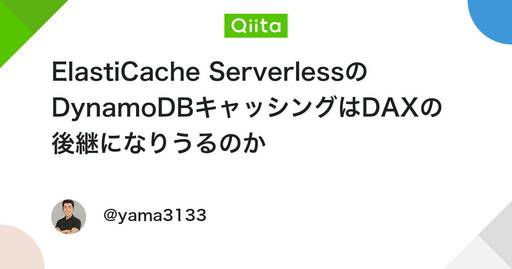 Qiita
ElastiCache Serverlessの
DynamoDBキャッシングはDAXの
後継になりうるのか
@yama3133